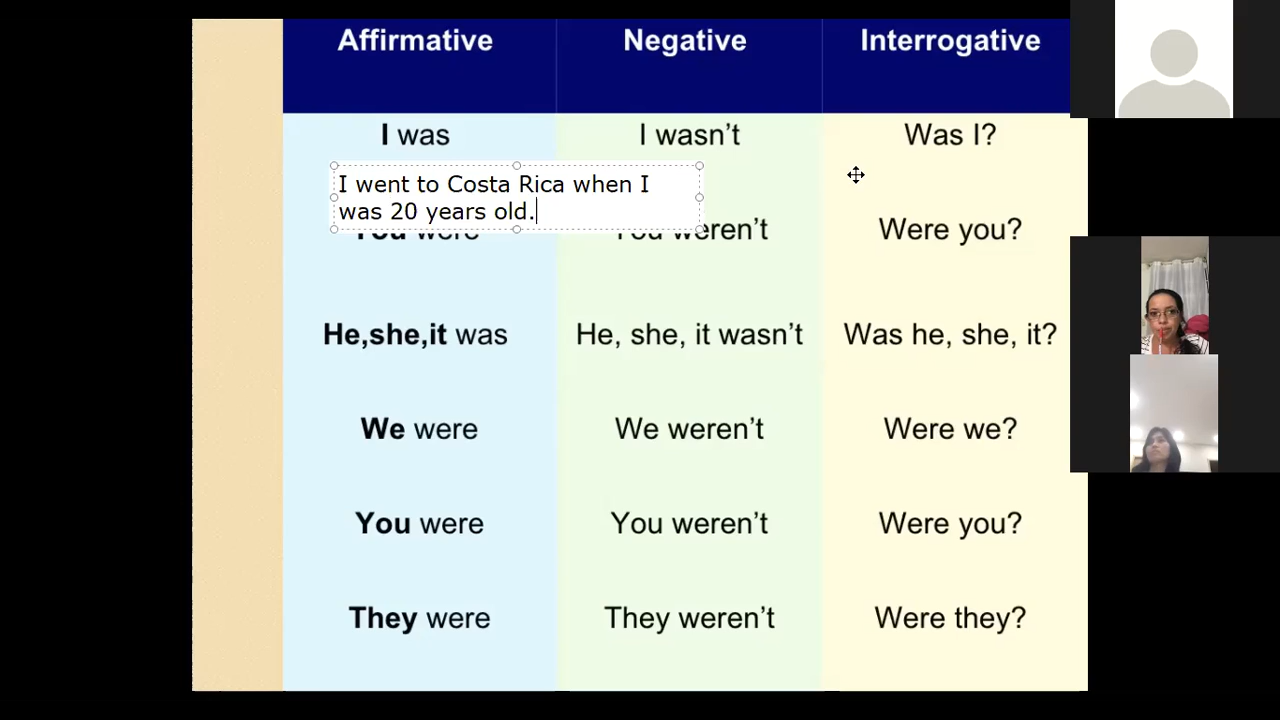 Affirmative Negative Interrogative
I was I wasn't Was I?
I went to Costa Rica when I
was 20 years old.
You were You weren't Were you?
He,she,it was He, she, it wasn't Was he, she, it?
We were We weren't Were we?
You were You weren't Were you?
They were They weren't Were they?